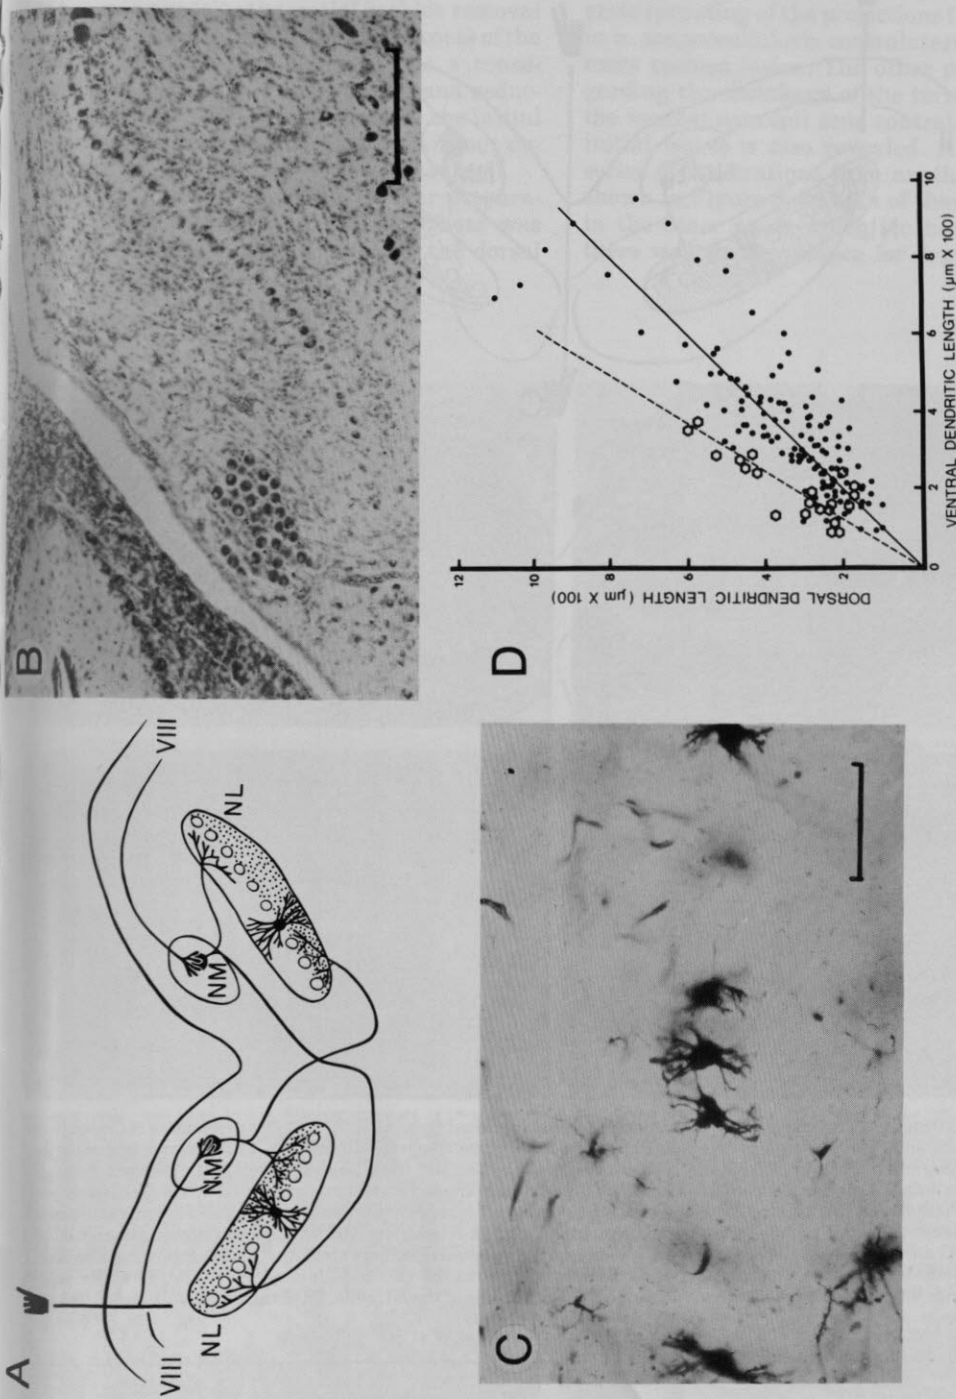 A
VIII
VIII
NM
NM
NL
NL
B
C
D
DORSAL DENDRITIC LENGTH (µm X 100)
12
10
8
6
4
2
0
2
4
6
8
10
VENTRAL DENDRITIC LENGTH (µm X 100)